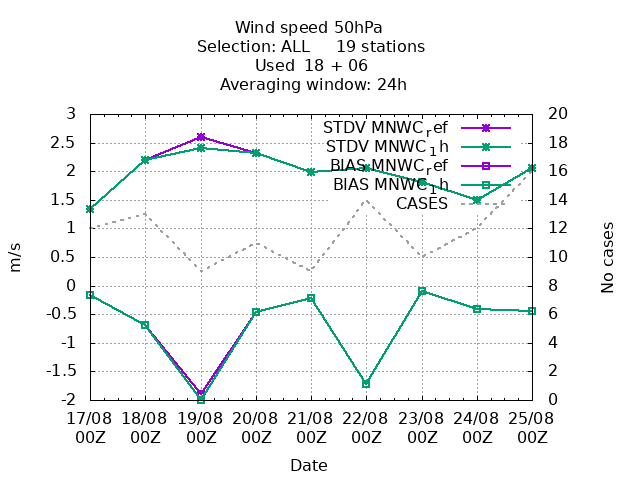 Wind speed 50hPa
Selection: ALL 19 stations
Used 18 + 06
Averaging window: 24h
3 20
2.5 18
2 16
1.5 14
1 12
0.5 10
0 8
-0.5 6
-1 4
-1.5 2
-2 0
STDV MNWC_ref
STDV MNWC_1h
BIAS MNWC_ref
BIAS MNWC_1h
CASES
m/s
No cases
17/08 18/08 19/08 20/08 21/08 22/08 23/08 24/08 25/08
00Z 00Z 00Z 00Z 00Z 00Z 00Z 00Z 00Z
Date